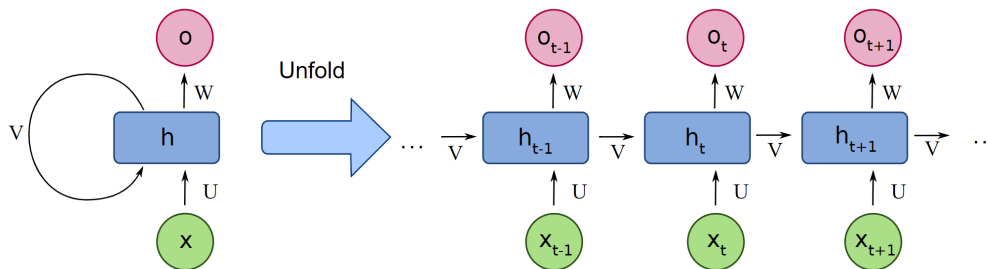 o
W
V
h
U
x
Unfold
... V
o_{t-1} o_t o_{t+1}
W W W
h_{t-1} V h_t V h_{t+1} V ..
U U U
x_{t-1} x_t x_{t+1}